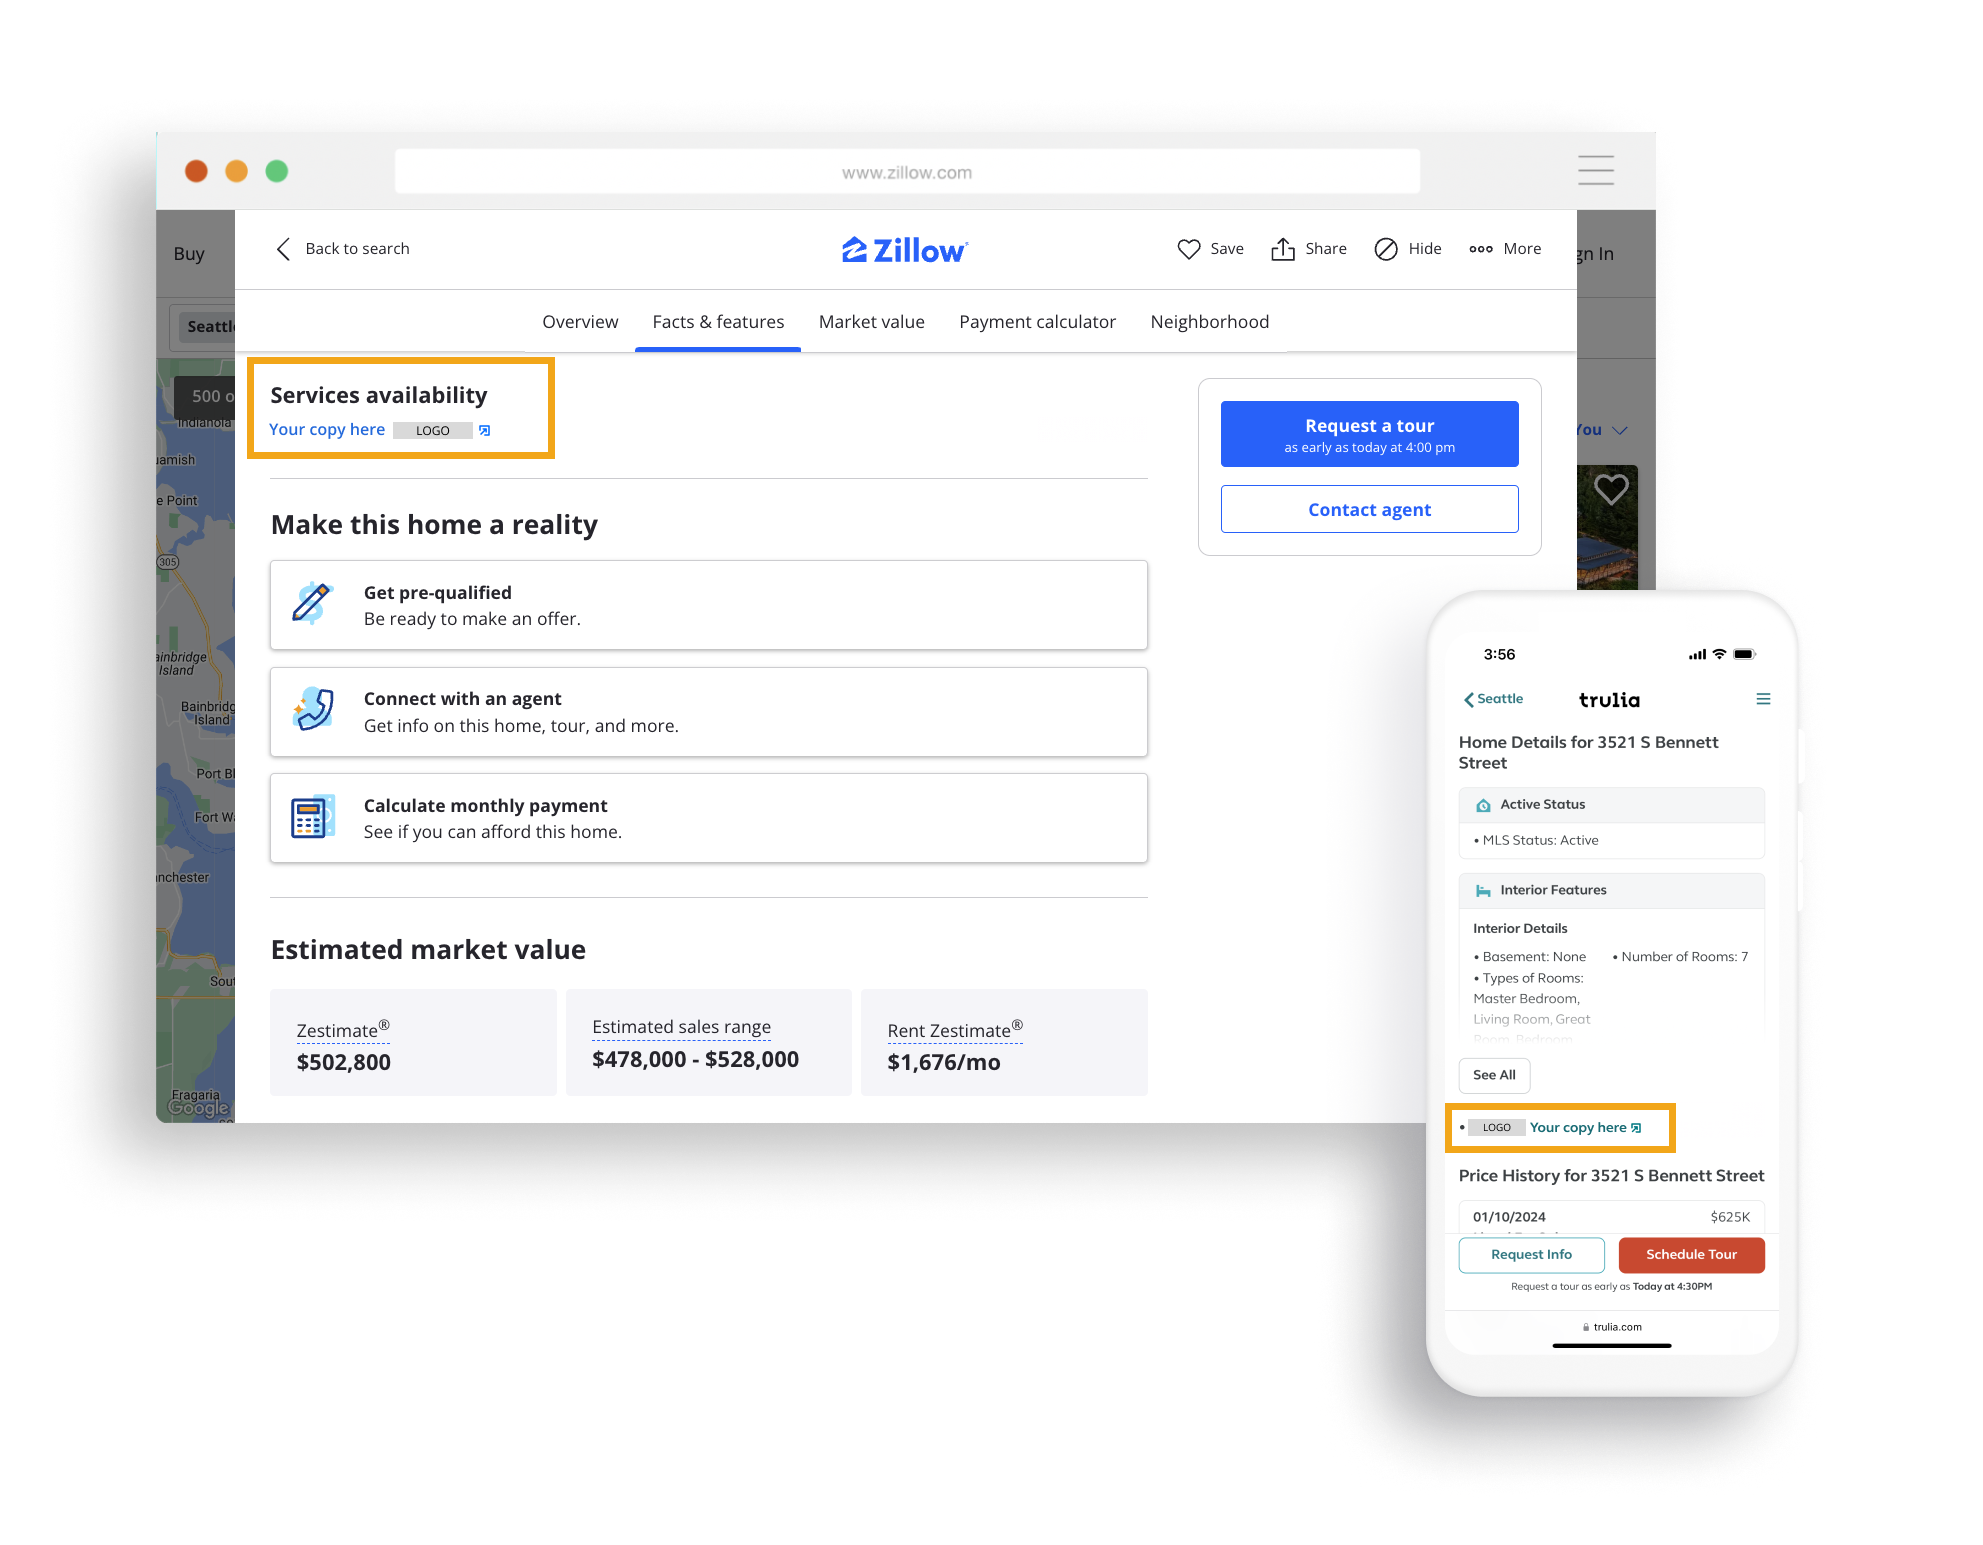 www.zillow.com
Buy
Back to search
Zillow
Save
Share
Hide
More
gn In
Seattle
Overview
Facts & features
Market value
Payment calculator
Neighborhood
500 o
Services availability
Your copy here LOGO
Request a tour
as early as today at 4:00 pm
Contact agent
You
Indianola
uamish
e Point
305
ainbridge
Island
Bainbridg
Island
Port Bl
Fort Wa
anchester
Sout
Fragaria
Google
Make this home a reality
Get pre-qualified
Be ready to make an offer.
Connect with an agent
Get info on this home, tour, and more.
Calculate monthly payment
See if you can afford this home.
Estimated market value
Zestimate®
$502,800
Estimated sales range
$478,000 - $528,000
Rent Zestimate®
$1,676/mo
3:56
Seattle
trulia
Home Details for 3521 S Bennett
Street
Active Status
• MLS Status: Active
Interior Features
Interior Details
• Basement: None
• Number of Rooms: 7
• Types of Rooms:
Master Bedroom,
Living Room, Great
Room, Bedroom
See All
• LOGO Your copy here
Price History for 3521 S Bennett Street
01/10/2024 $625K
Request Info
Schedule Tour
Request a tour as early as Today at 4:30PM
trulia.com